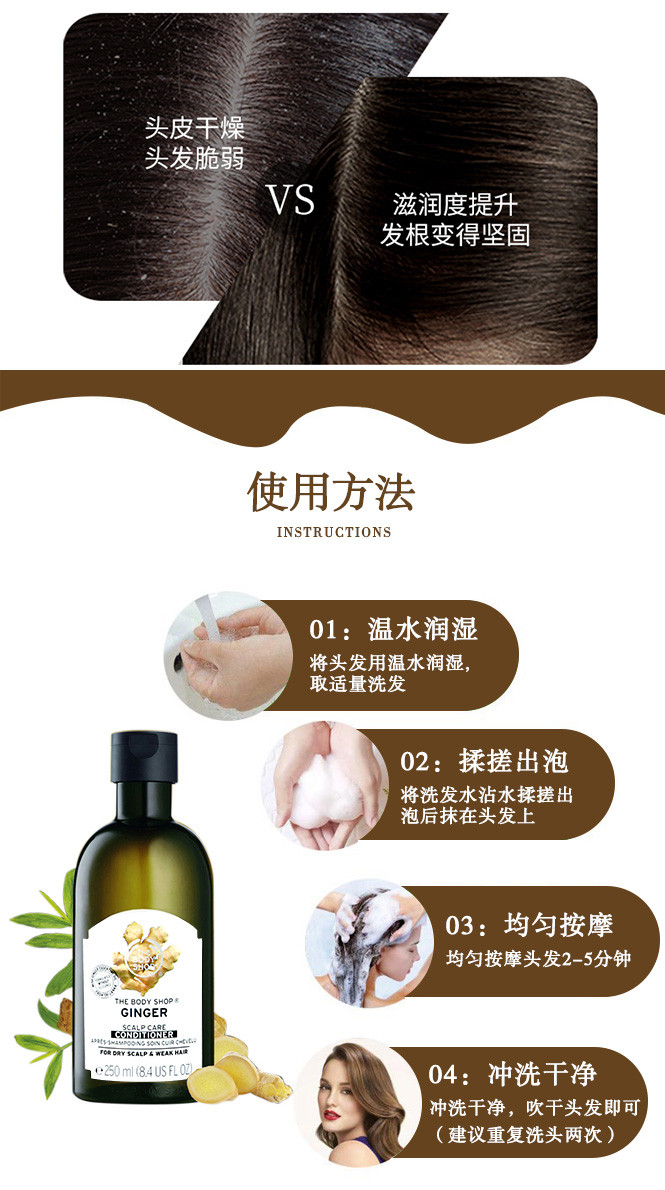 头皮干燥
头发脆弱
VS
滋润度提升
发根变得坚固
使用方法
INSTRUCTIONS
01：温水润湿
将头发用温水润湿，
取适量洗发
02：揉搓出泡
将洗发水沾水揉搓出
泡后抹在头发上
03：均匀按摩
均匀按摩头发2-5分钟
04：冲洗干净
冲洗干净，吹干头发即可
（建议重复洗头两次）
THE BODY SHOP
THE BODY SHOP®
GINGER
SCALP CARE
CONDITIONER
APRÈS-SHAMPOOING SOIN CUIR CHEVELU
FOR DRY SCALP & WEAK HAIR
℮250 ml (8.4 US FL OZ)